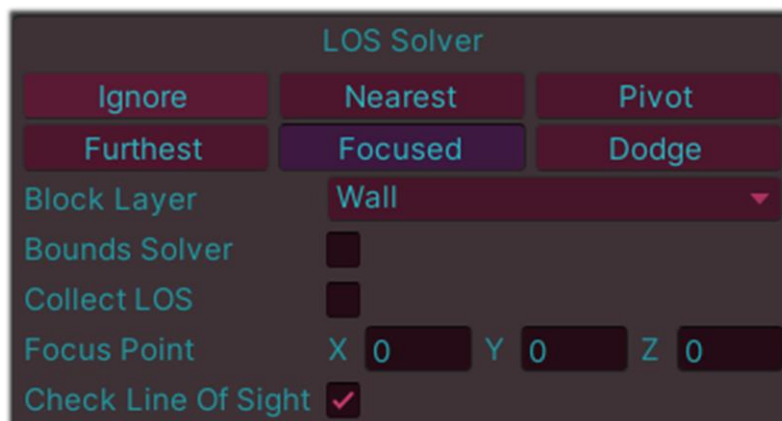 LOS Solver
Ignore Nearest Pivot
Furthest Focused Dodge
Block Layer Wall
Bounds Solver
Collect LOS
Focus Point X 0 Y 0 Z 0
Check Line Of Sight